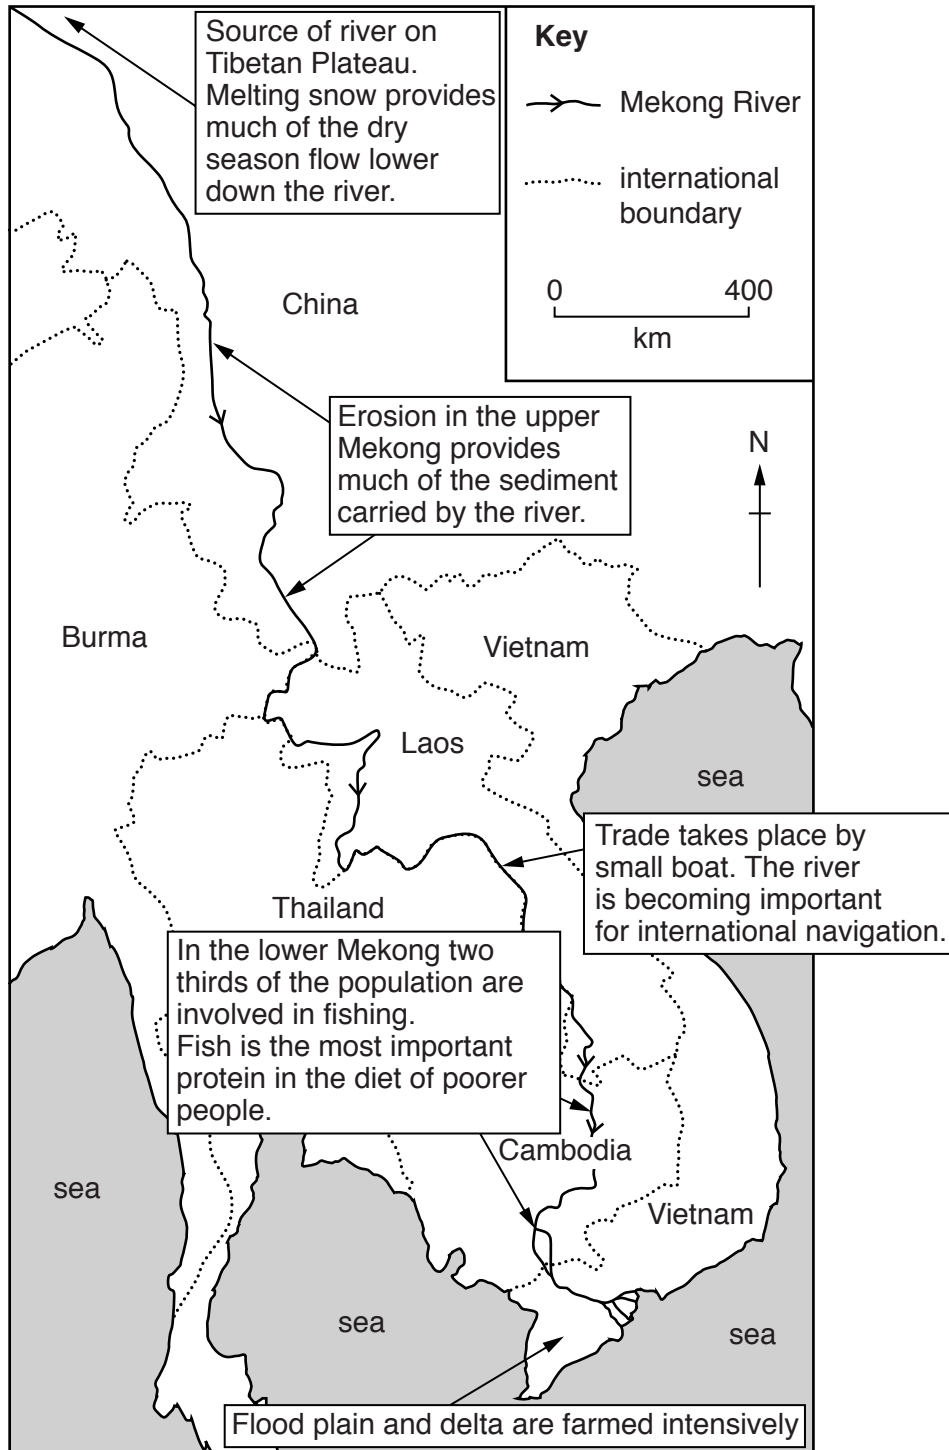 Source of river on
Tibetan Plateau.
Melting snow provides
much of the dry
season flow lower
down the river.
Key
Mekong River
international
boundary
0 400
km
China
Erosion in the upper
Mekong provides
much of the sediment
carried by the river.
N
Burma
Vietnam
Laos
sea
Trade takes place by
small boat. The river
is becoming important
for international navigation.
Thailand
In the lower Mekong two
thirds of the population are
involved in fishing.
Fish is the most important
protein in the diet of poorer
people.
Cambodia
sea
Vietnam
sea
sea
Flood plain and delta are farmed intensively